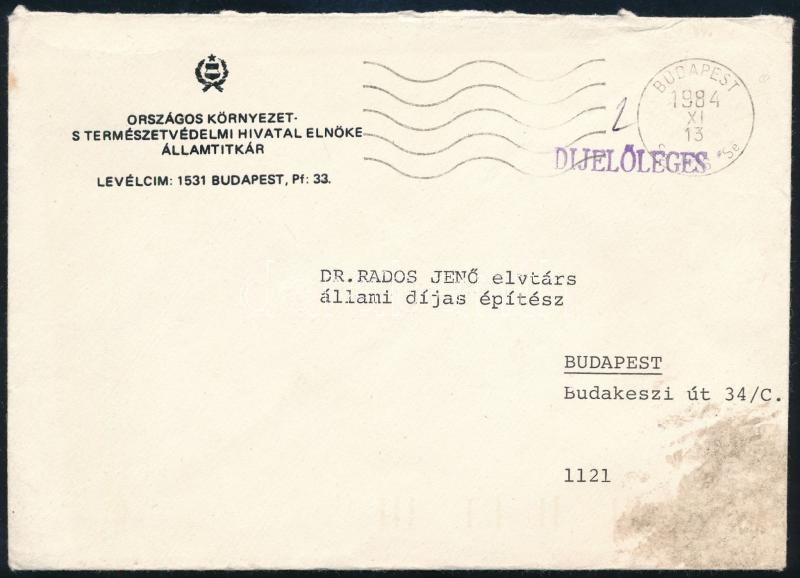 ORSZÁGOS KÖRNYEZET-
S TERMÉSZETVÉDELMI HIVATAL ELNÖKE
ÁLLAMTITKÁR
LEVÉLCIM: 1531 BUDAPEST, Pf: 33.
BUDAPEST
1984
XI
13
DIJELŐLEGES
DR.RADOS JENŐ elvtárs
állami díjas építész
BUDAPEST
Budakeszi út 34/C.
1121